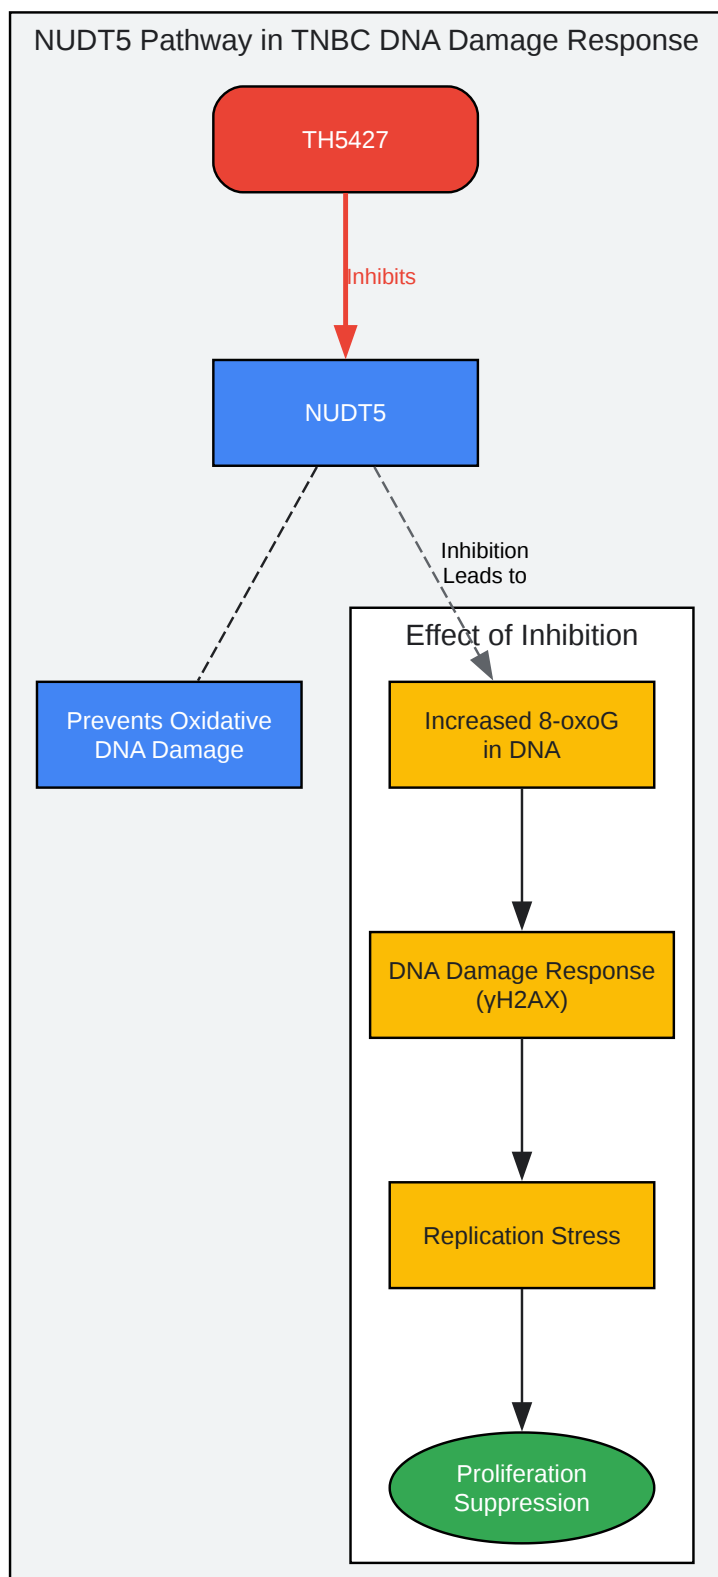 NUDT5 Pathway in TNBC DNA Damage Response
TH5427
Inhibits
NUDT5
Inhibition
Leads to
Effect of Inhibition
Prevents Oxidative
DNA Damage
Increased 8-oxoG
in DNA
DNA Damage Response
(γH2AX)
Replication Stress
Proliferation
Suppression